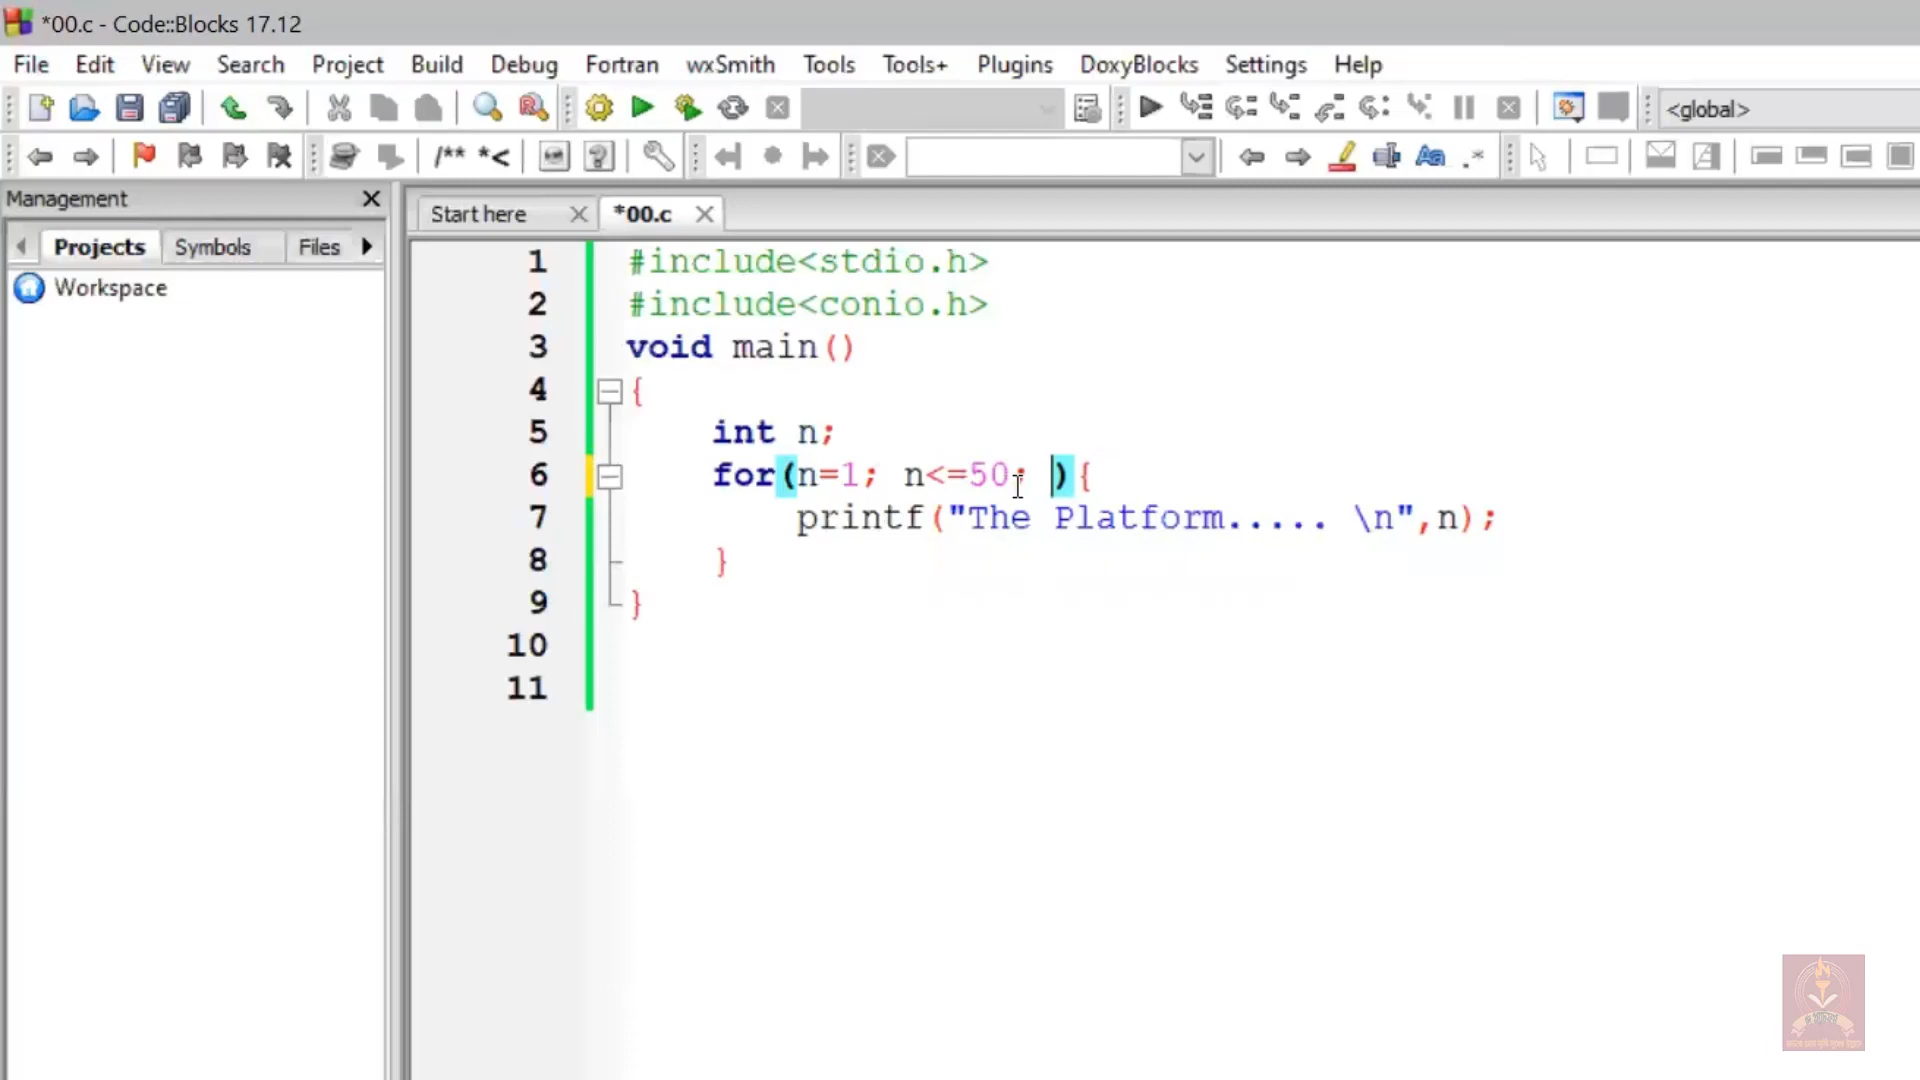 *00.c - Code::Blocks 17.12
File Edit View Search Project Build Debug Fortran wxSmith Tools Tools+ Plugins DoxyBlocks Settings Help
<global>
/** *<
Management
Start here *00.c
Projects Symbols Files
Workspace
1 #include<stdio.h>
2 #include<conio.h>
3 void main()
4 {
5 int n;
6 for(n=1; n<=50; ){
7 printf("The Platform..... \n",n);
8 }
9 }
10
11